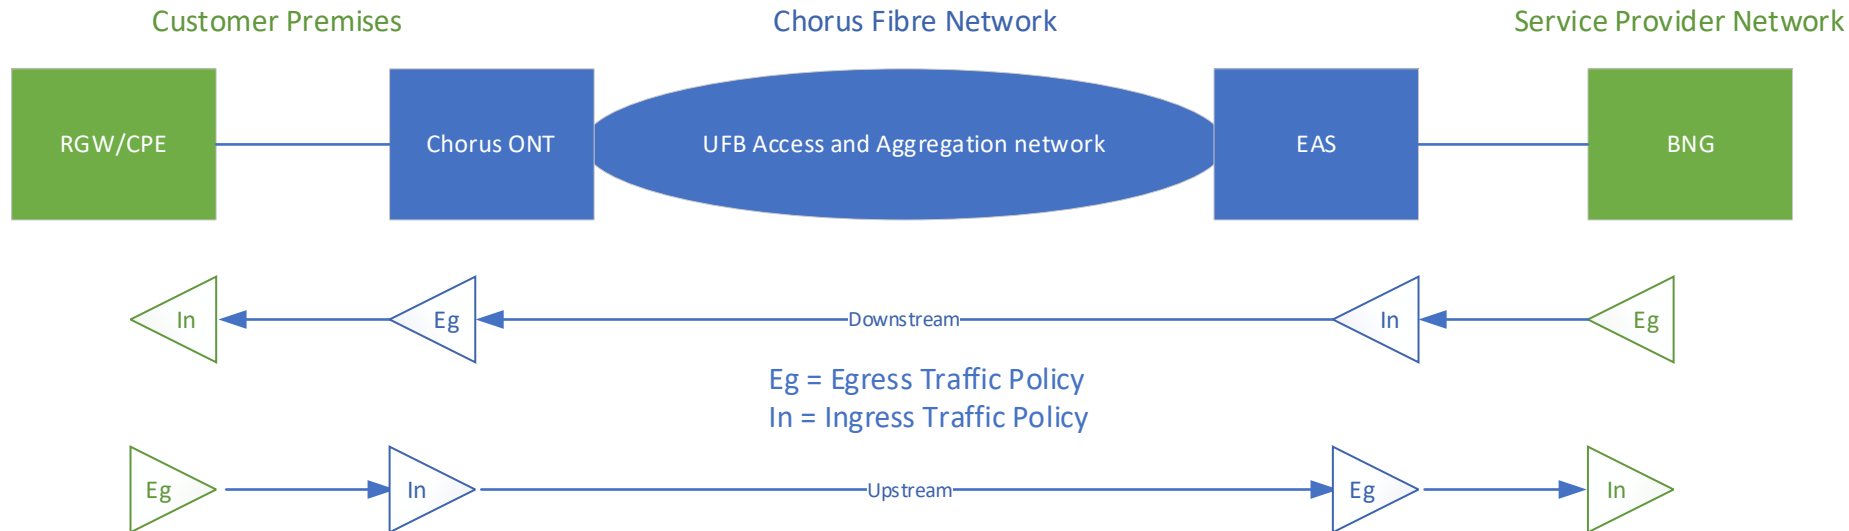 Customer Premises
Chorus Fibre Network
Service Provider Network
RGW/CPE
Chorus ONT
UFB Access and Aggregation network
EAS
BNG
In
Eg
Downstream
In
Eg
Eg = Egress Traffic Policy
In = Ingress Traffic Policy
Eg
In
Upstream
Eg
In